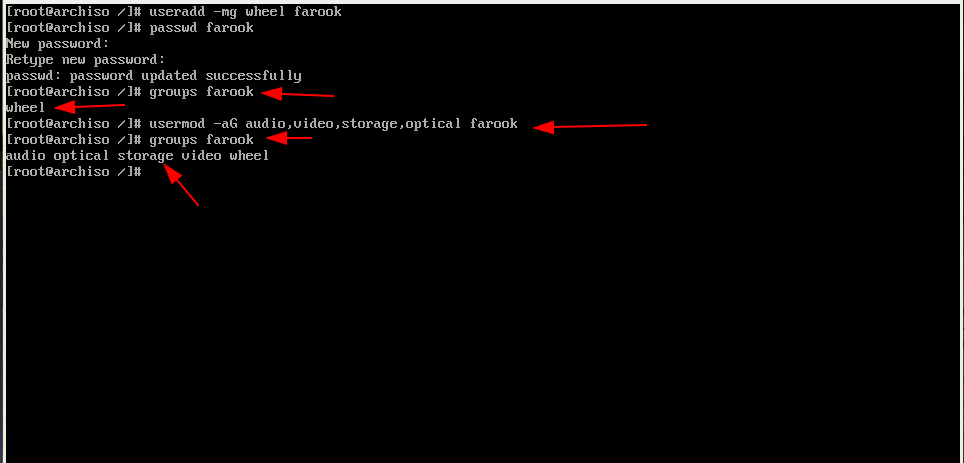 [root@archiso /]# useradd -mg wheel farook
[root@archiso /]# passwd farook
New password:
Retype new password:
passwd: password updated successfully
[root@archiso /]# groups farook
wheel
[root@archiso /]# usermod -aG audio,video,storage,optical farook
[root@archiso /]# groups farook
audio optical storage video wheel
[root@archiso /]#